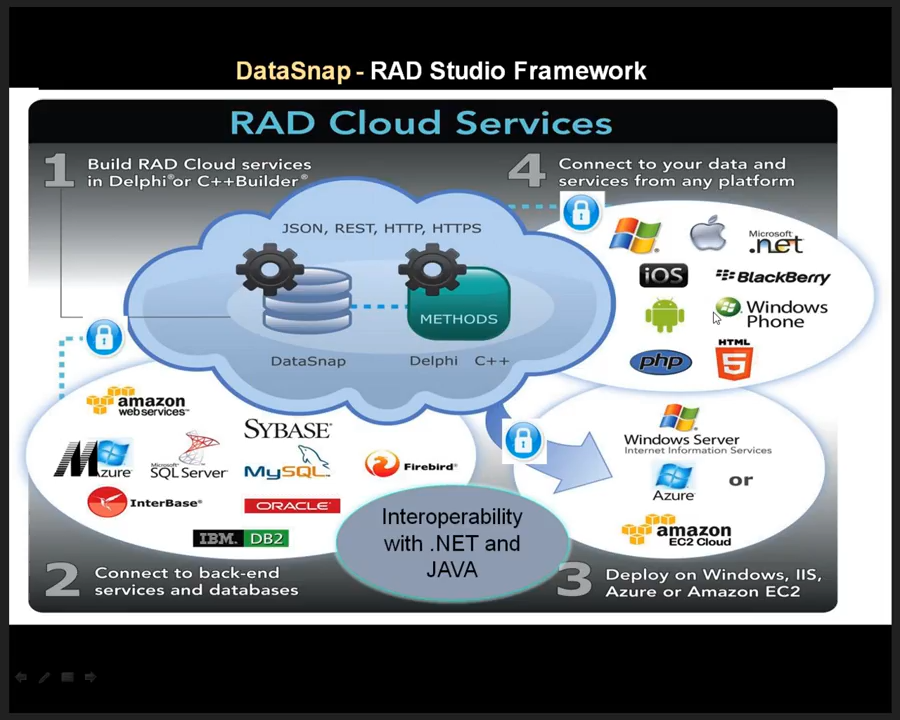 DataSnap - RAD Studio Framework
RAD Cloud Services
1 Build RAD Cloud services
in Delphi® or C++Builder®
4 Connect to your data and
services from any platform
JSON, REST, HTTP, HTTPS
METHODS
DataSnap
Delphi C++
Microsoft®
.net
iOS
BlackBerry
Windows
Phone
php
HTML
5
amazon
web services™
Azure
Microsoft®
SQL Server
SYBASE®
MySQL®
Firebird®
InterBase®
ORACLE®
IBM. DB2
Windows Server
Internet Information Services
Azure
or
amazon
EC2 Cloud
Interoperability
with .NET and
JAVA
2 Connect to back-end
services and databases
3 Deploy on Windows, IIS,
Azure or Amazon EC2